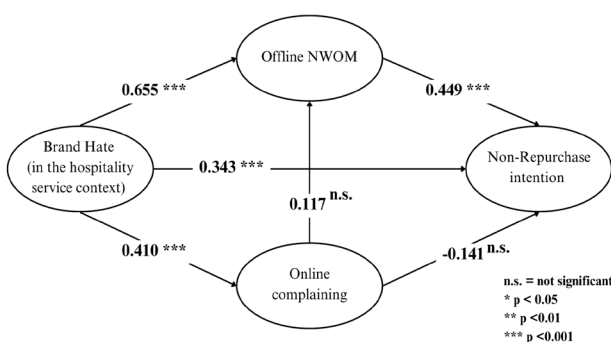 Offline NWOM
0.655 ***
0.449 ***
Brand Hate
(in the hospitality
service context)
0.343 ***
Non-Repurchase
intention
0.117 n.s.
0.410 ***
-0.141 n.s.
Online
complaining
n.s. = not significant
* p < 0.05
** p <0.01
*** p <0.001